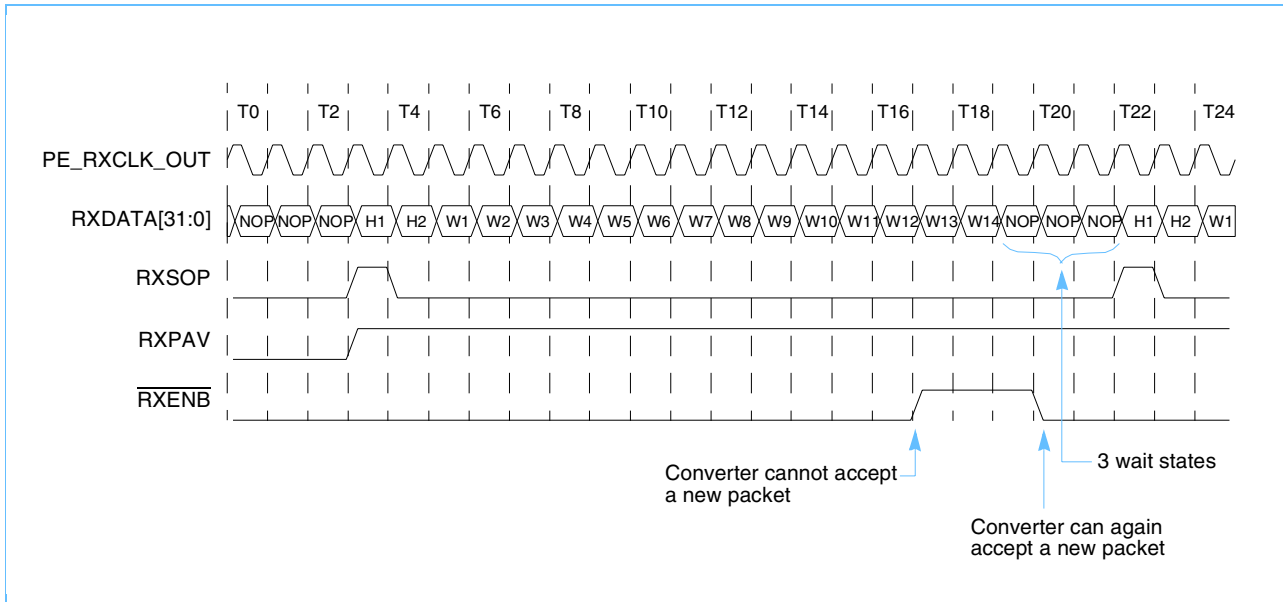 T0 T2 T4 T6 T8 T10 T12 T14 T16 T18 T20 T22 T24
PE_RXCLK_OUT
RXDATA[31:0] NOP NOP NOP H1 H2 W1 W2 W3 W4 W5 W6 W7 W8 W9 W10 W11 W12 W13 W14 NOP NOP NOP H1 H2 W1
RXSOP
RXPAV
RXENB
3 wait states
Converter cannot accept
a new packet
Converter can again
accept a new packet